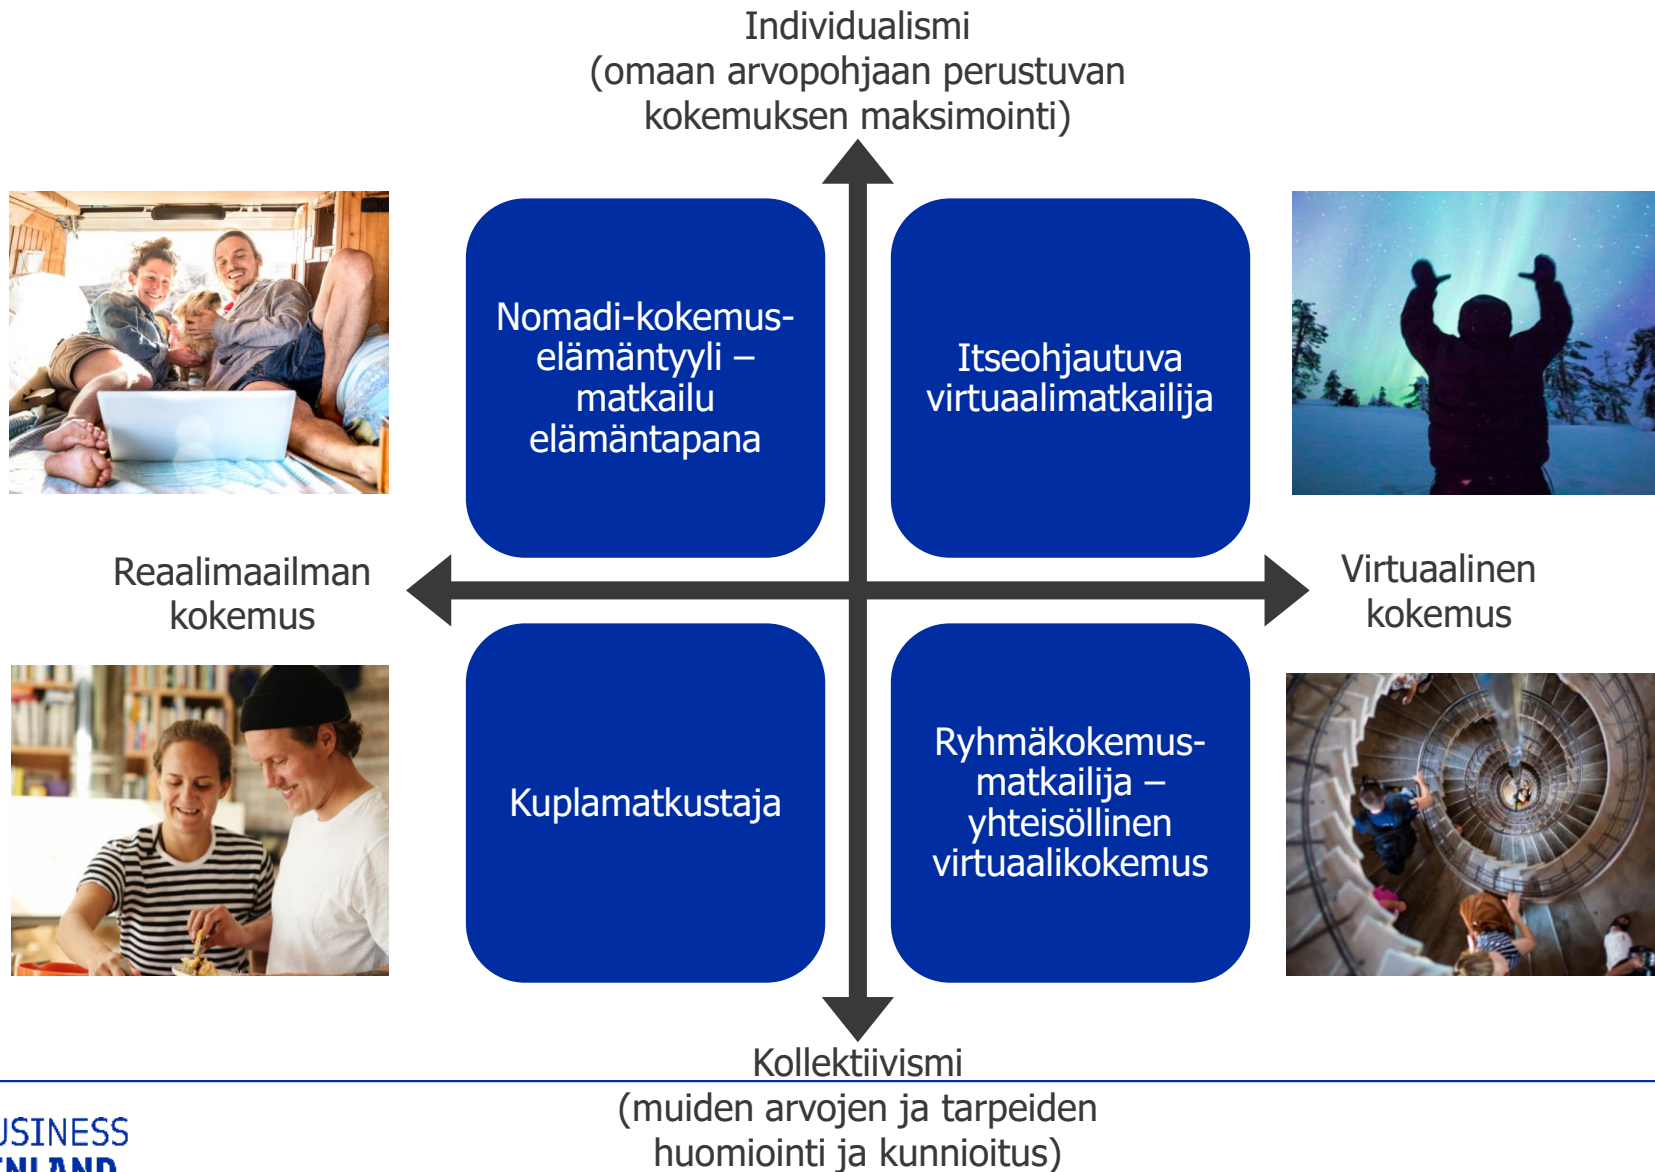 Individualismi
(omaan arvopohjaan perustuvan
kokemuksen maksimointi)
Nomadi-kokemus-
elämäntyyli –
matkailu
elämäntapana
Itseohjautuva
virtuaalimatkailija
Reaalimaailman
kokemus
Virtuaalinen
kokemus
Kuplamatkustaja
Ryhmäkokemus-
matkailija –
yhteisöllinen
virtuaalikokemus
Kollektiivismi
(muiden arvojen ja tarpeiden
huomiointi ja kunnioitus)